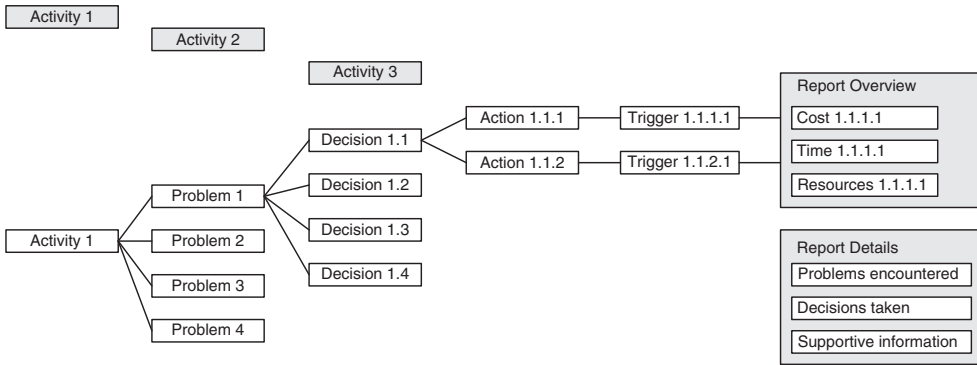 Activity 1
Activity 2
Activity 3
Report Overview
Action 1.1.1
Trigger 1.1.1.1
Cost 1.1.1.1
Decision 1.1
Time 1.1.1.1
Action 1.1.2
Trigger 1.1.2.1
Decision 1.2
Resources 1.1.1.1
Problem 1
Decision 1.3
Activity 1
Problem 2
Report Details
Decision 1.4
Problems encountered
Problem 3
Decisions taken
Problem 4
Supportive information